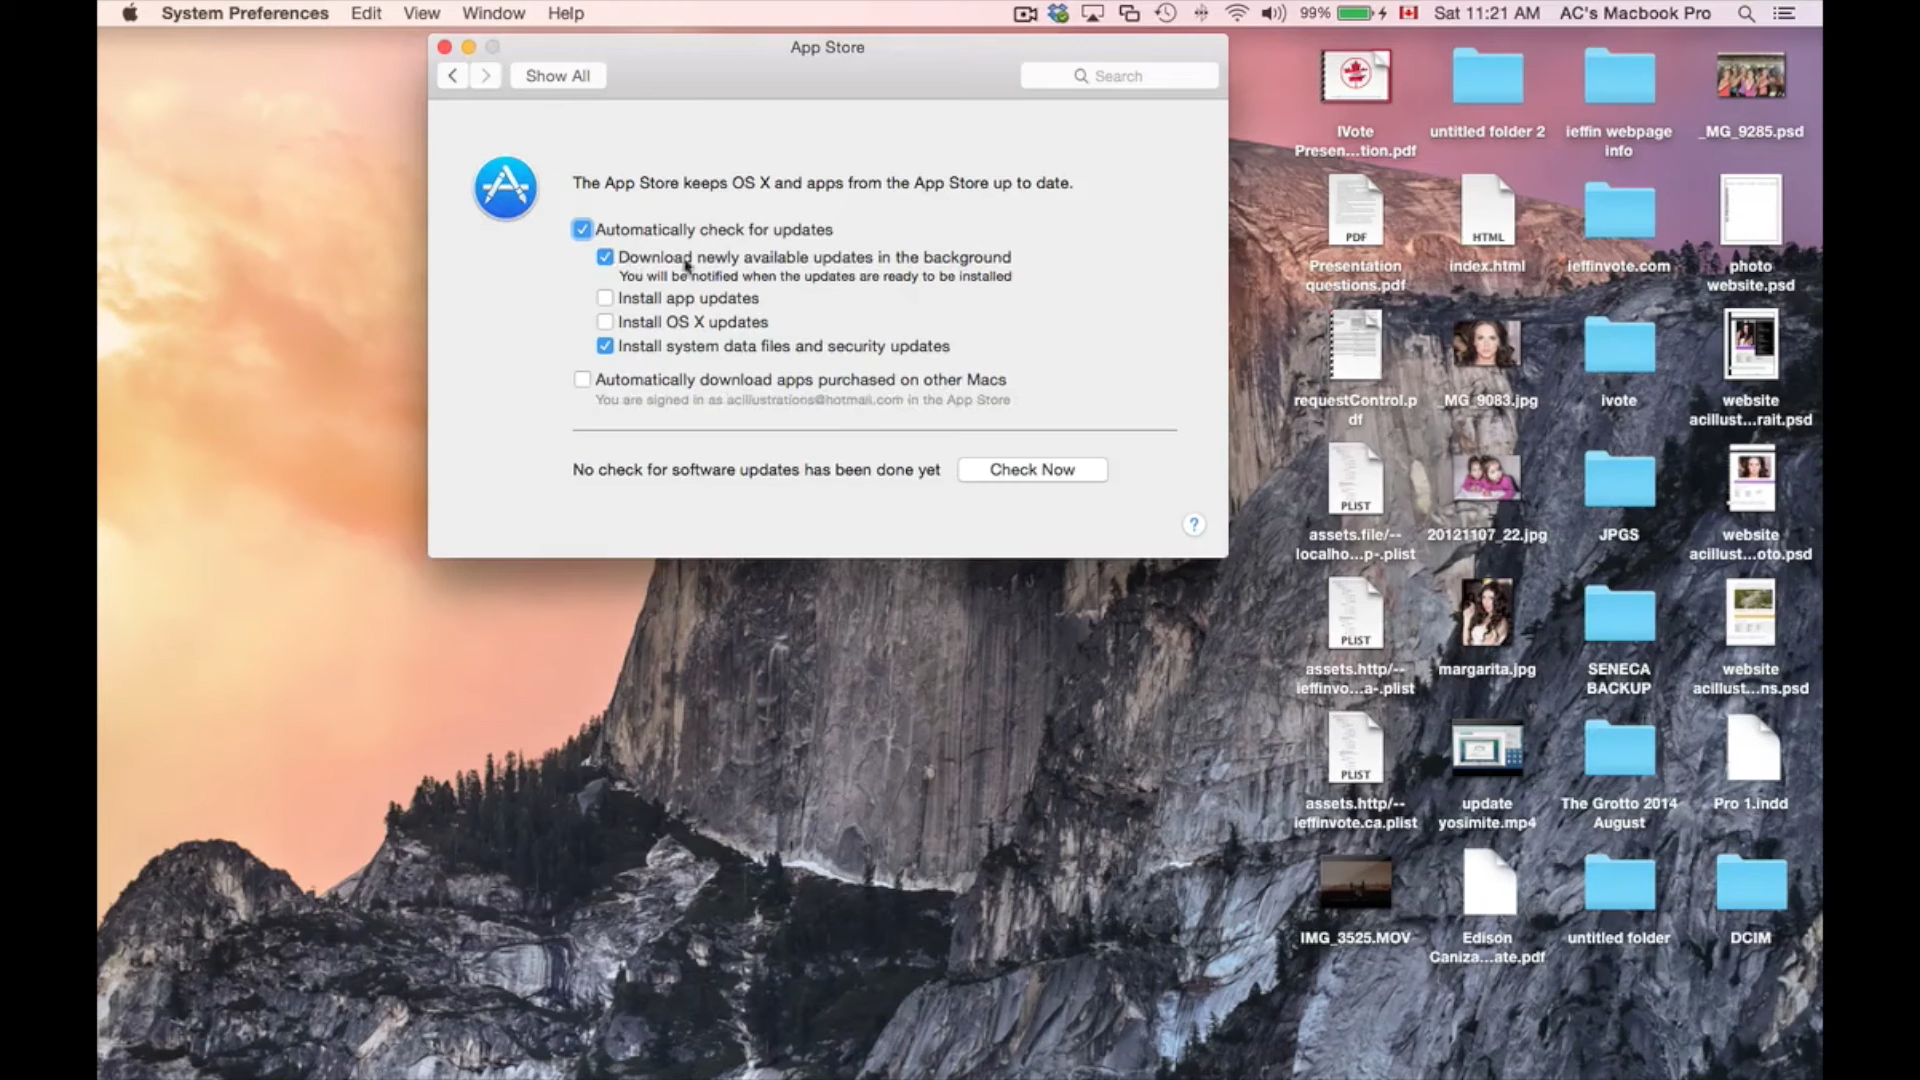 System Preferences Edit View Window Help 99% Sat 11:21 AM AC's Macbook Pro
App Store
Show All
Search
The App Store keeps OS X and apps from the App Store up to date.
Automatically check for updates
Download newly available updates in the background
You will be notified when the updates are ready to be installed
Install app updates
Install OS X updates
Install system data files and security updates
Automatically download apps purchased on other Macs
You are signed in as acillustrations@hotmail.com in the App Store
No check for software updates has been done yet
Check Now
?
IVote
Presen...tion.pdf
untitled folder 2
ieffin webpage
info
_MG_9285.psd
PDF
Presentation
questions.pdf
HTML
index.html
ieffinvote.com
photo
website.psd
requestControl.p
df
_MG_9083.jpg
ivote
website
acillust...rait.psd
PLIST
assets.file/--
localho...p-.plist
20121107_22.jpg
JPGS
website
acillust...oto.psd
PLIST
assets.http/--
ieffinvo...a-.plist
margarita.jpg
SENECA
BACKUP
website
acillust...ns.psd
PLIST
assets.http/--
ieffinvote.ca.plist
update
yosimite.mp4
The Grotto 2014
August
Pro 1.indd
IMG_3525.MOV
Edison
Caniza...ate.pdf
untitled folder
DCIM